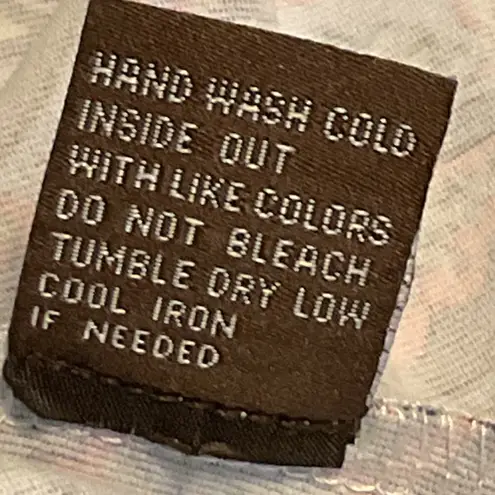 HAND WASH COLD
INSIDE OUT
WITH LIKE COLORS
DO NOT BLEACH
TUMBLE DRY LOW
COOL IRON
IF NEEDED